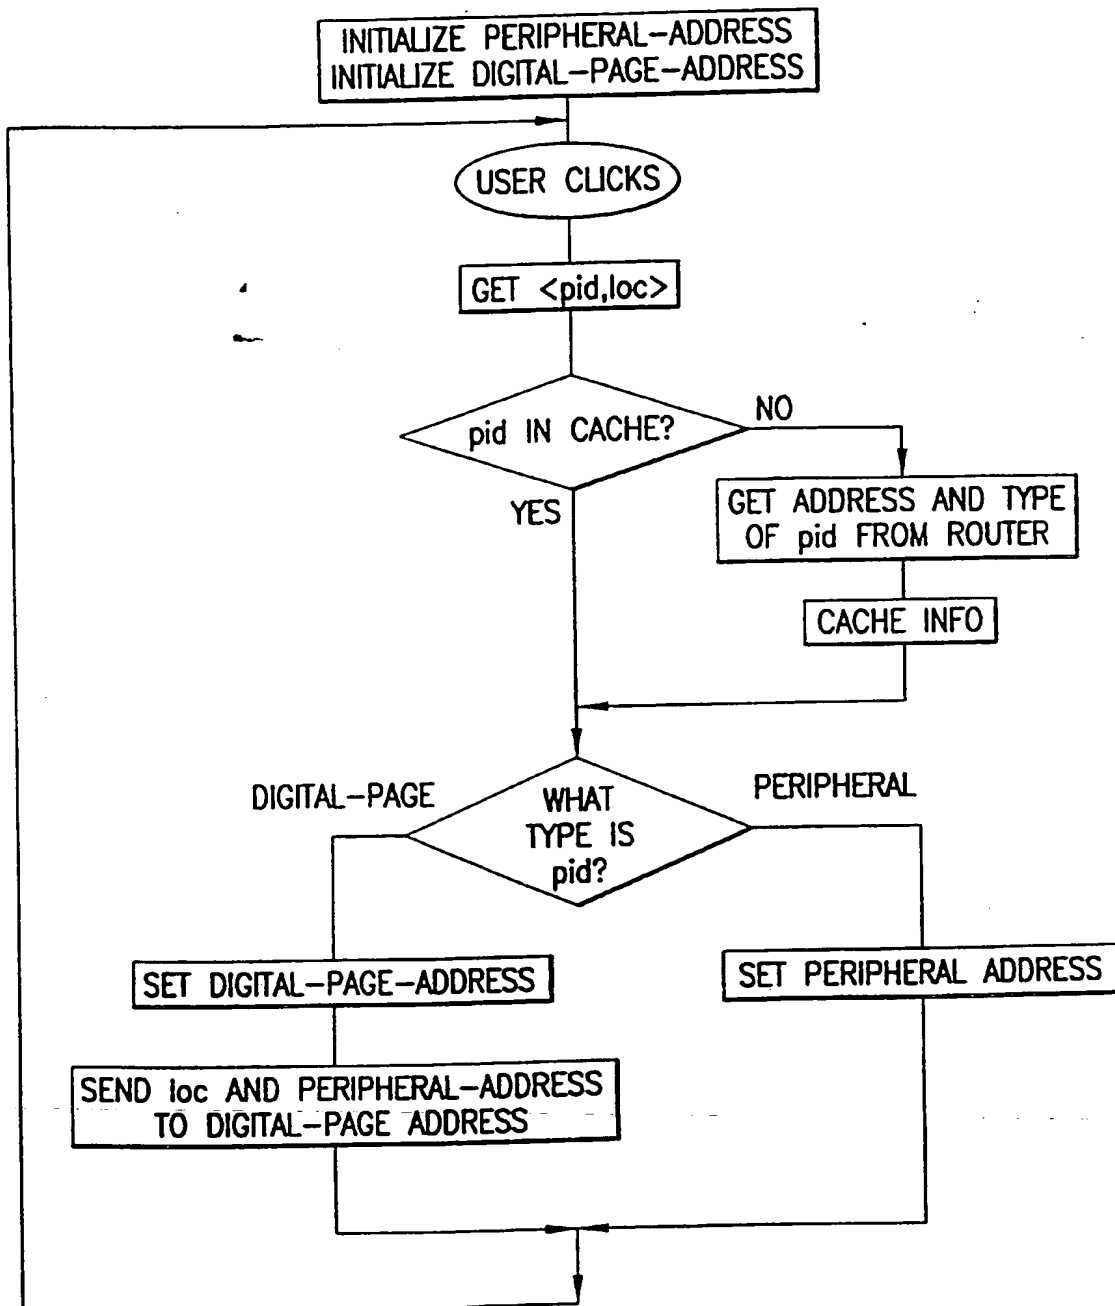 INITIALIZE PERIPHERAL-ADDRESS
INITIALIZE DIGITAL-PAGE-ADDRESS
USER CLICKS
GET <pid,loc>
pid IN CACHE?
NO
YES
GET ADDRESS AND TYPE
OF pid FROM ROUTER
CACHE INFO
DIGITAL-PAGE
WHAT
TYPE IS
pid?
PERIPHERAL
SET DIGITAL-PAGE-ADDRESS
SET PERIPHERAL ADDRESS
SEND loc AND PERIPHERAL-ADDRESS
TO DIGITAL-PAGE ADDRESS